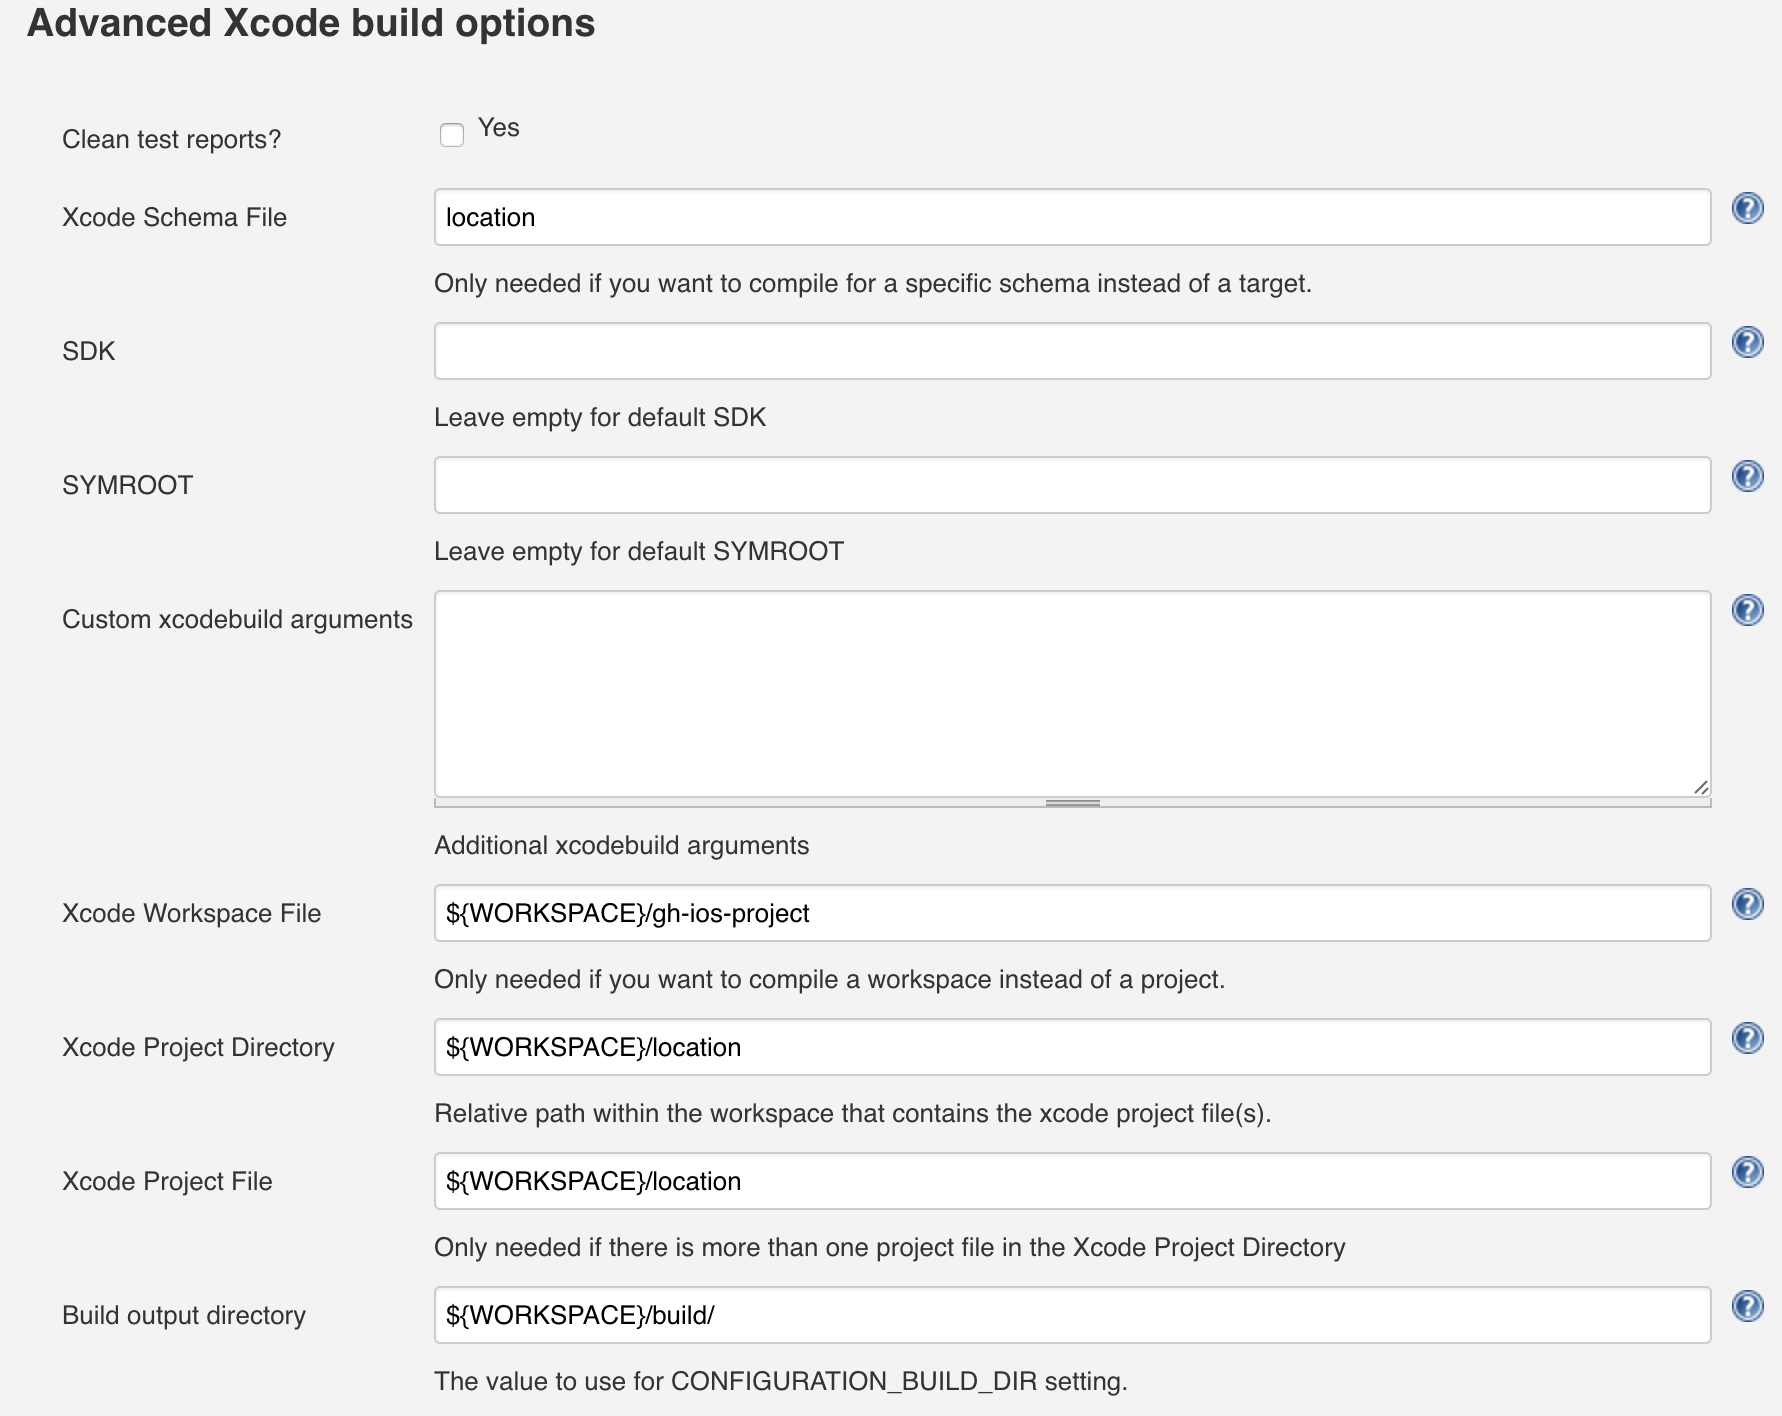 Advanced Xcode build options
Clean test reports? Yes
Xcode Schema File location
Only needed if you want to compile for a specific schema instead of a target.
SDK
Leave empty for default SDK
SYMROOT
Leave empty for default SYMROOT
Custom xcodebuild arguments
Additional xcodebuild arguments
Xcode Workspace File ${WORKSPACE}/gh-ios-project
Only needed if you want to compile a workspace instead of a project.
Xcode Project Directory ${WORKSPACE}/location
Relative path within the workspace that contains the xcode project file(s).
Xcode Project File ${WORKSPACE}/location
Only needed if there is more than one project file in the Xcode Project Directory
Build output directory ${WORKSPACE}/build/
The value to use for CONFIGURATION_BUILD_DIR setting.